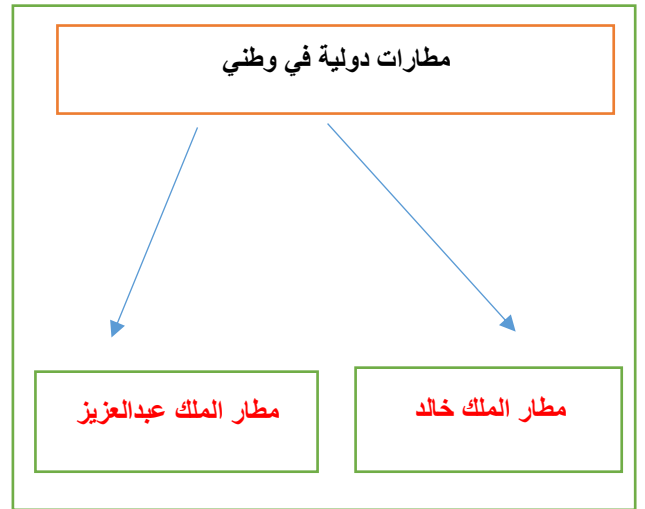 مطارات دولية في وطني
مطار الملك خالد
مطار الملك عبدالعزيز